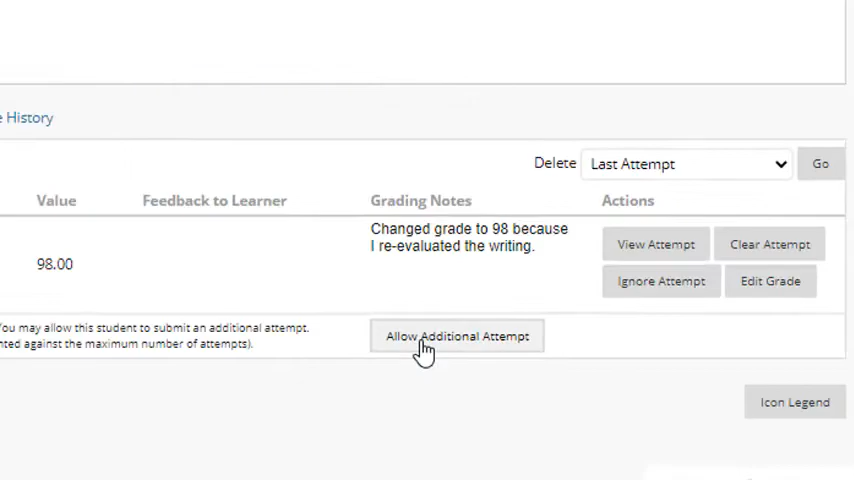 e History
Delete Last Attempt Go
Value Feedback to Learner Grading Notes Actions
Changed grade to 98 because
I re-evaluated the writing.
98.00
View Attempt Clear Attempt
Ignore Attempt Edit Grade
You may allow this student to submit an additional attempt.
nted against the maximum number of attempts).
Allow Additional Attempt
Icon Legend